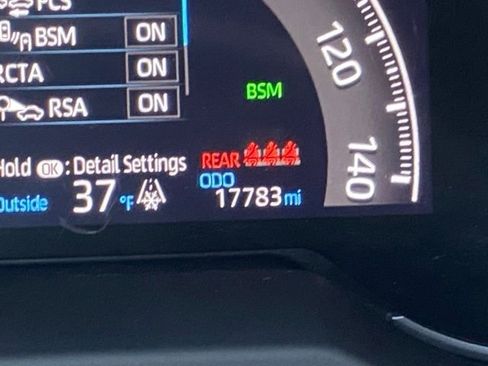 PCS
BSM ON
RCTA ON
RSA ON
Hold OK : Detail Settings
Outside 37 °F
BSM
REAR
ODO
17783 mi
120
140